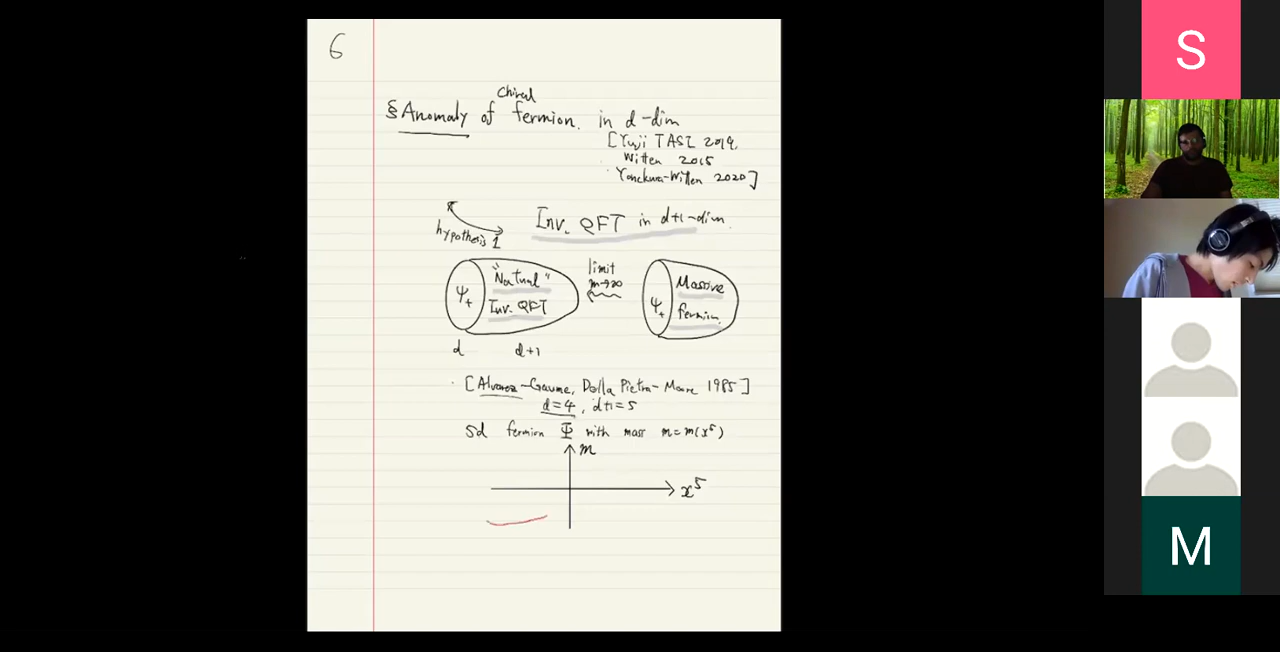 6
§ Anomaly of chiral fermion. in d-dim
[Yuji TASI 2019,
Witten 2015
Yonekura-Witten 2020]
hypothesis 1
Inv. QFT in d+1-dim.
ψ+ "Natural" Inv. QFT
limit m→∞
ψ+ Massive fermion
d d+1
[Alvarez-Gaume, Della Pietra-Moore 1985]
d=4, d+1=5
5d fermion Ψ with mass m=m(x⁵)
m
x⁵
S
M